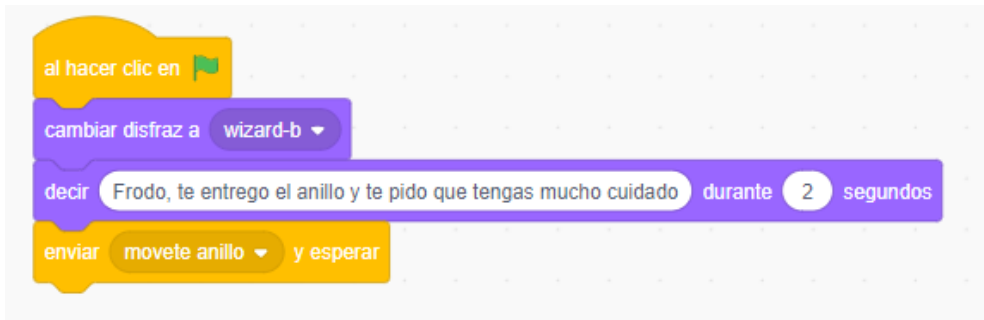 al hacer clic en
cambiar disfraz a wizard-b
decir Frodo, te entrego el anillo y te pido que tengas mucho cuidado durante 2 segundos
enviar movete anillo y esperar